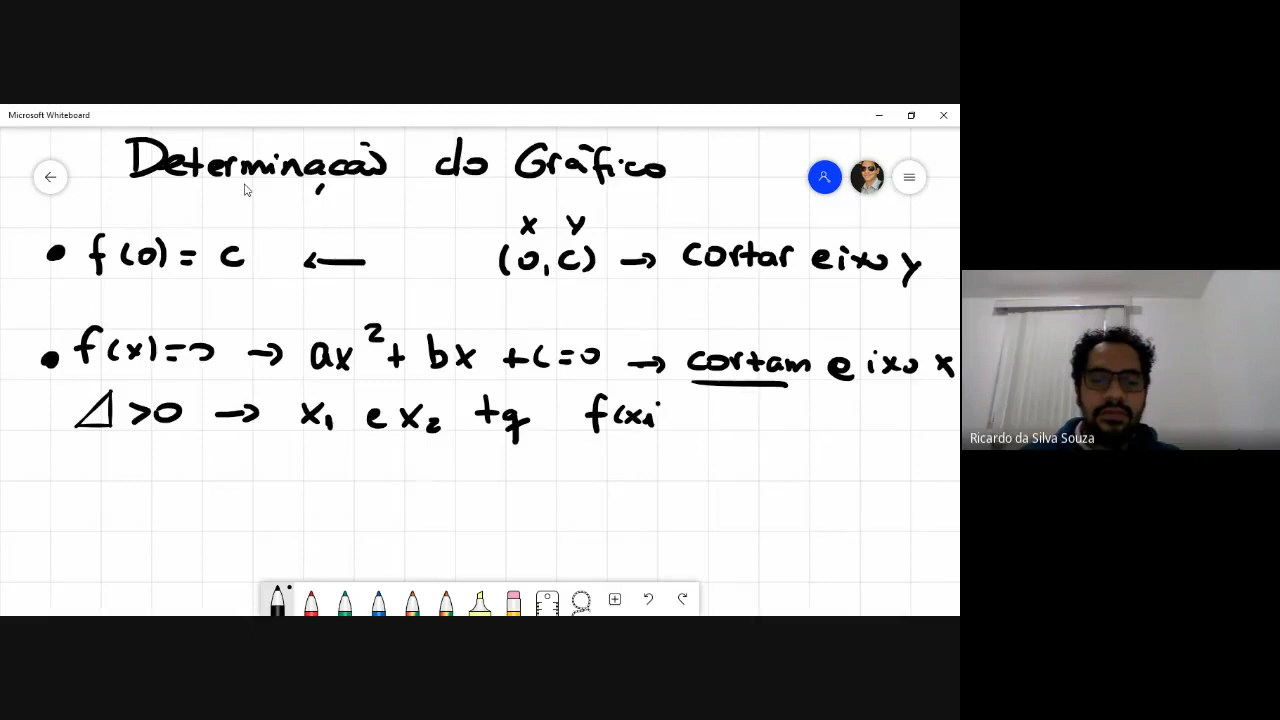 Microsoft Whiteboard
Determinação do Gráfico
x y
• f(0) = c ← (0, c) → cortar eixo y
• f(x)=0 → ax² + bx + c = 0 → cortam eixo x
Δ >0 → x₁ e x₂ tq f(xi
Ricardo da Silva Souza